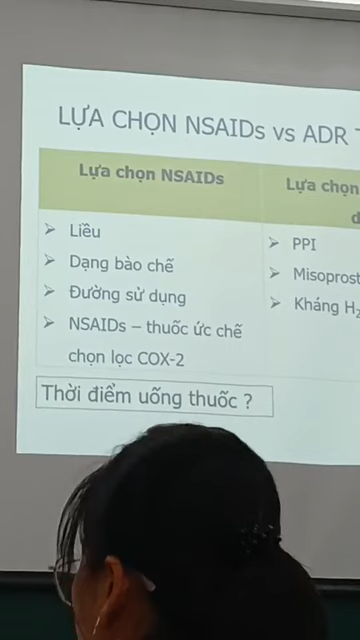 LỰA CHỌN NSAIDs vs ADR
Lựa chọn NSAIDs
Liều
Dạng bào chế
Đường sử dụng
NSAIDs – thuốc ức chế
chọn lọc COX-2
Lựa chọn
PPI
Misoprost
Kháng H₂
Thời điểm uống thuốc ?